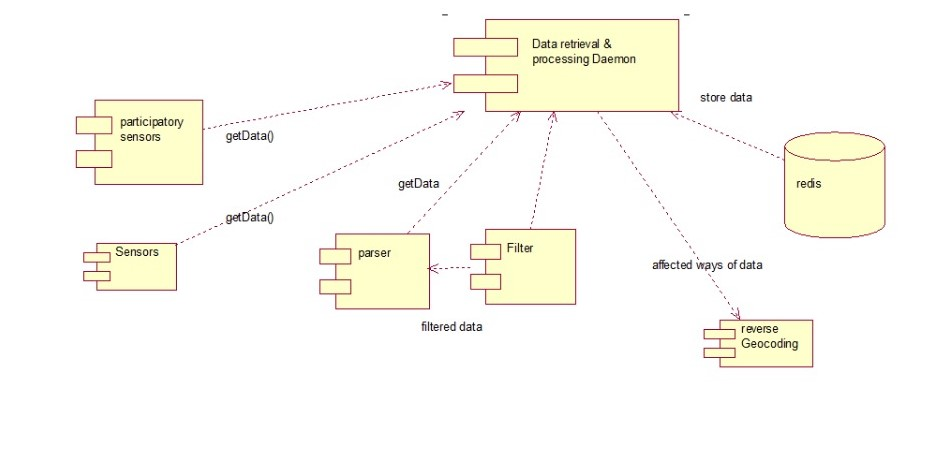 Data retrieval &
processing Daemon
store data
participatory
sensors
getData()
redis
getData
getData()
Sensors
parser
Filter
affected ways of data
filtered data
reverse
Geocoding